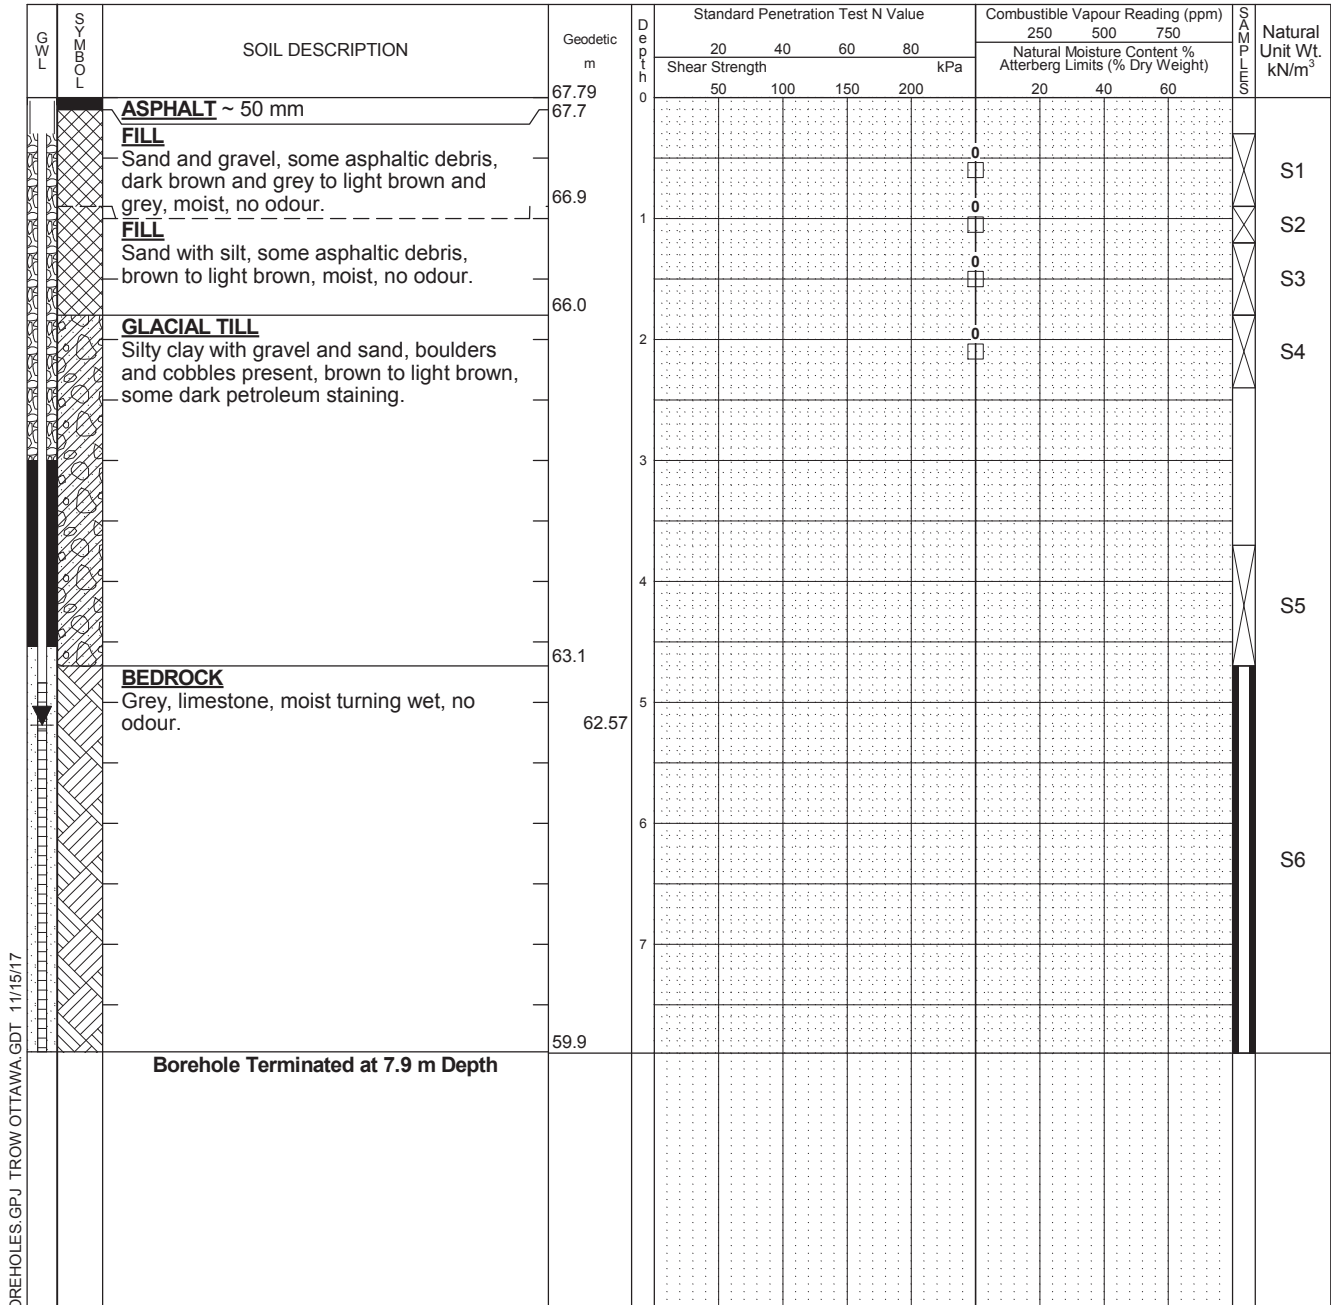 GWL
SYMBOL
SOIL DESCRIPTION
Geodetic
m
Depth
Standard Penetration Test N Value
20 40 60 80
Shear Strength kPa
50 100 150 200
Combustible Vapour Reading (ppm)
250 500 750
Natural Moisture Content %
Atterberg Limits (% Dry Weight)
20 40 60
SAMPLES
Natural
Unit Wt.
kN/m³
67.79
0
ASPHALT ~ 50 mm
67.7
FILL
Sand and gravel, some asphaltic debris,
dark brown and grey to light brown and
grey, moist, no odour.
0
S1
66.9
FILL
Sand with silt, some asphaltic debris,
brown to light brown, moist, no odour.
1
0
S2
0
S3
66.0
GLACIAL TILL
Silty clay with gravel and sand, boulders
and cobbles present, brown to light brown,
some dark petroleum staining.
2
0
S4
3
4
S5
63.1
BEDROCK
Grey, limestone, moist turning wet, no
odour.
5
62.57
6
S6
7
59.9
Borehole Terminated at 7.9 m Depth
OREHOLES.GPJ TROW OTTAWA.GDT 11/15/17